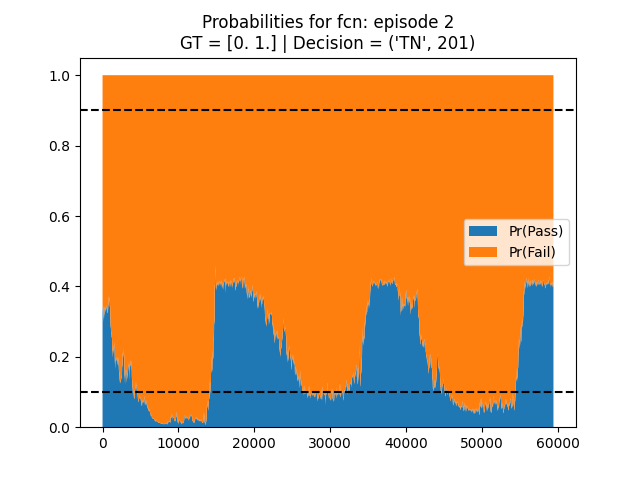 Probabilities for fcn: episode 2
GT = [0. 1.] | Decision = ('TN', 201)
1.0
0.8
0.6
0.4
0.2
0.0
Pr(Pass)
Pr(Fail)
0 10000 20000 30000 40000 50000 60000